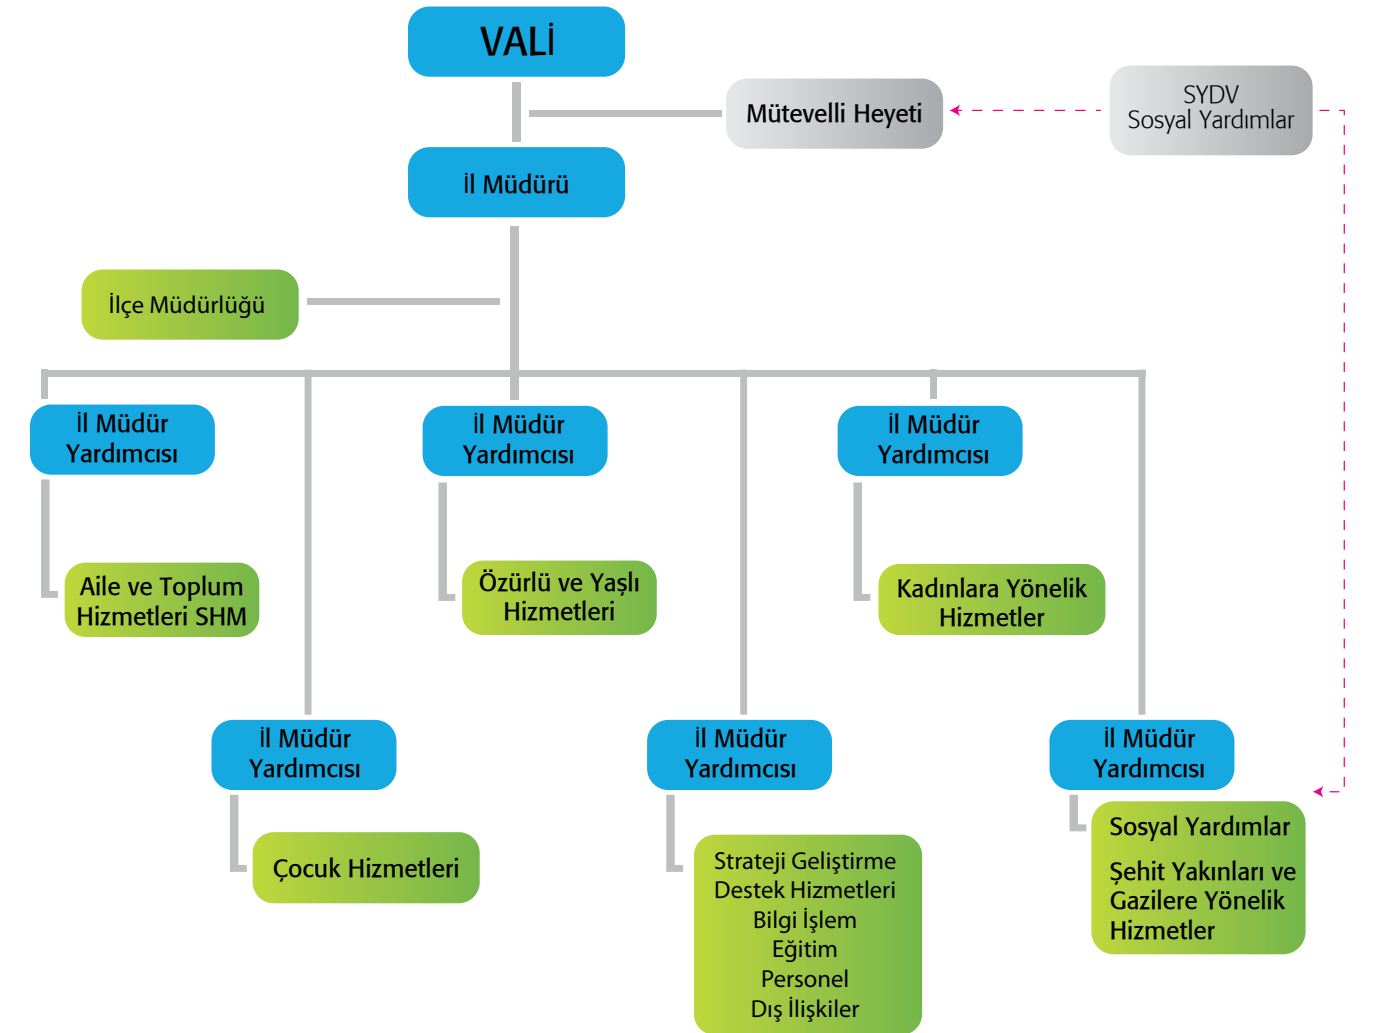 VALİ
Mütevelli Heyeti
SYDV
Sosyal Yardımlar
İl Müdürü
İlçe Müdürlüğü
İl Müdür
Yardımcısı
İl Müdür
Yardımcısı
İl Müdür
Yardımcısı
Aile ve Toplum
Hizmetleri SHM
Özürlü ve Yaşlı
Hizmetleri
Kadınlara Yönelik
Hizmetler
İl Müdür
Yardımcısı
İl Müdür
Yardımcısı
İl Müdür
Yardımcısı
Çocuk Hizmetleri
Strateji Geliştirme
Destek Hizmetleri
Bilgi İşlem
Eğitim
Personel
Dış İlişkiler
Sosyal Yardımlar
Şehit Yakınları ve
Gazilere Yönelik
Hizmetler